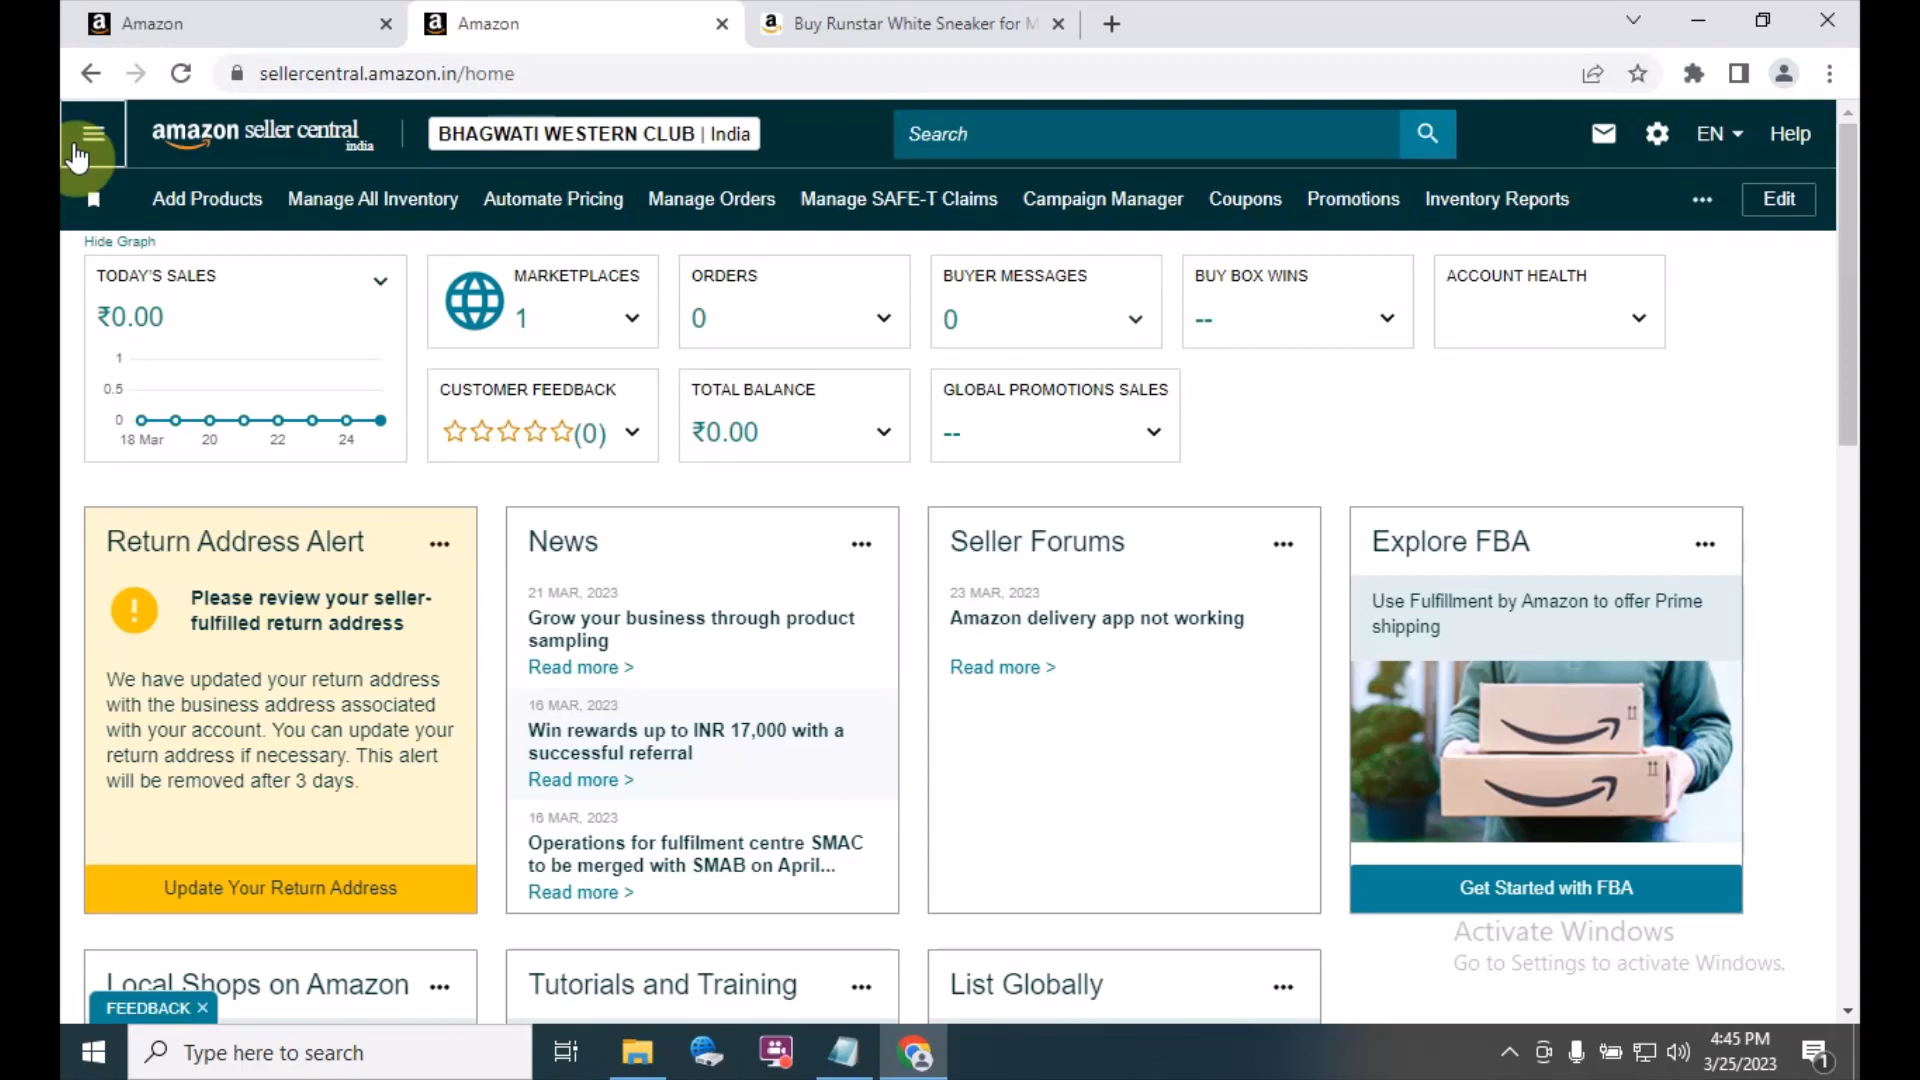 Amazon
Amazon
Buy Runstar White Sneaker for M
sellercentral.amazon.in/home
amazon seller central
india
BHAGWATI WESTERN CLUB | India
Search
EN
Help
Add Products
Manage All Inventory
Automate Pricing
Manage Orders
Manage SAFE-T Claims
Campaign Manager
Coupons
Promotions
Inventory Reports
Edit
Hide Graph
TODAY'S SALES
₹0.00
1
0.5
0
18 Mar 20 22 24
MARKETPLACES
1
ORDERS
0
BUYER MESSAGES
0
BUY BOX WINS
--
ACCOUNT HEALTH
CUSTOMER FEEDBACK
(0)
TOTAL BALANCE
₹0.00
GLOBAL PROMOTIONS SALES
--
Return Address Alert
Please review your seller-
fulfilled return address
We have updated your return address
with the business address associated
with your account. You can update your
return address if necessary. This alert
will be removed after 3 days.
Update Your Return Address
News
21 MAR, 2023
Grow your business through product
sampling
Read more >
16 MAR, 2023
Win rewards up to INR 17,000 with a
successful referral
Read more >
16 MAR, 2023
Operations for fulfilment centre SMAC
to be merged with SMAB on April...
Read more >
Seller Forums
23 MAR, 2023
Amazon delivery app not working
Read more >
Explore FBA
Use Fulfillment by Amazon to offer Prime
shipping
Get Started with FBA
Activate Windows
Go to Settings to activate Windows.
Local Shops on Amazon
Tutorials and Training
List Globally
FEEDBACK
Type here to search
4:45 PM
3/25/2023
1